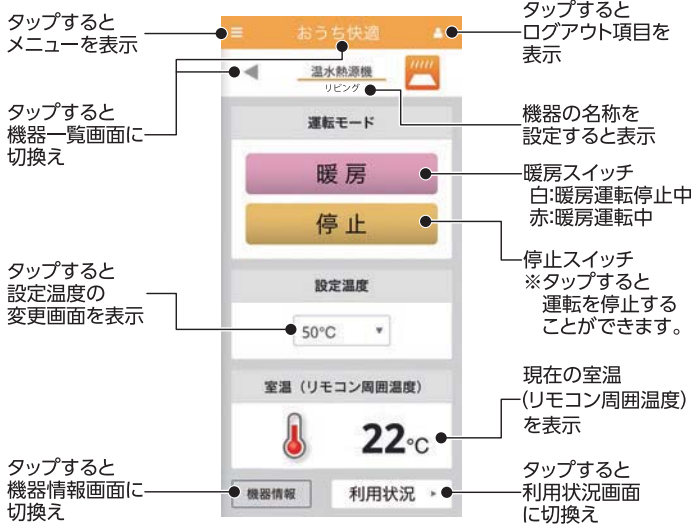 タップすると
メニューを表示
タップすると
機器一覧画面に
切換え
タップすると
設定温度の
変更画面を表示
タップすると
機器情報画面に
切換え
おうち快適
温水熱源機
リビング
運転モード
暖房
停止
設定温度
50℃
室温（リモコン周囲温度）
22℃
機器情報
利用状況
タップすると
ログアウト項目を
表示
機器の名称を
設定すると表示
暖房スイッチ
白:暖房運転停止中
赤:暖房運転中
停止スイッチ
※タップすると
運転を停止する
ことができます。
現在の室温
(リモコン周囲温度)
を表示
タップすると
利用状況画面
に切換え